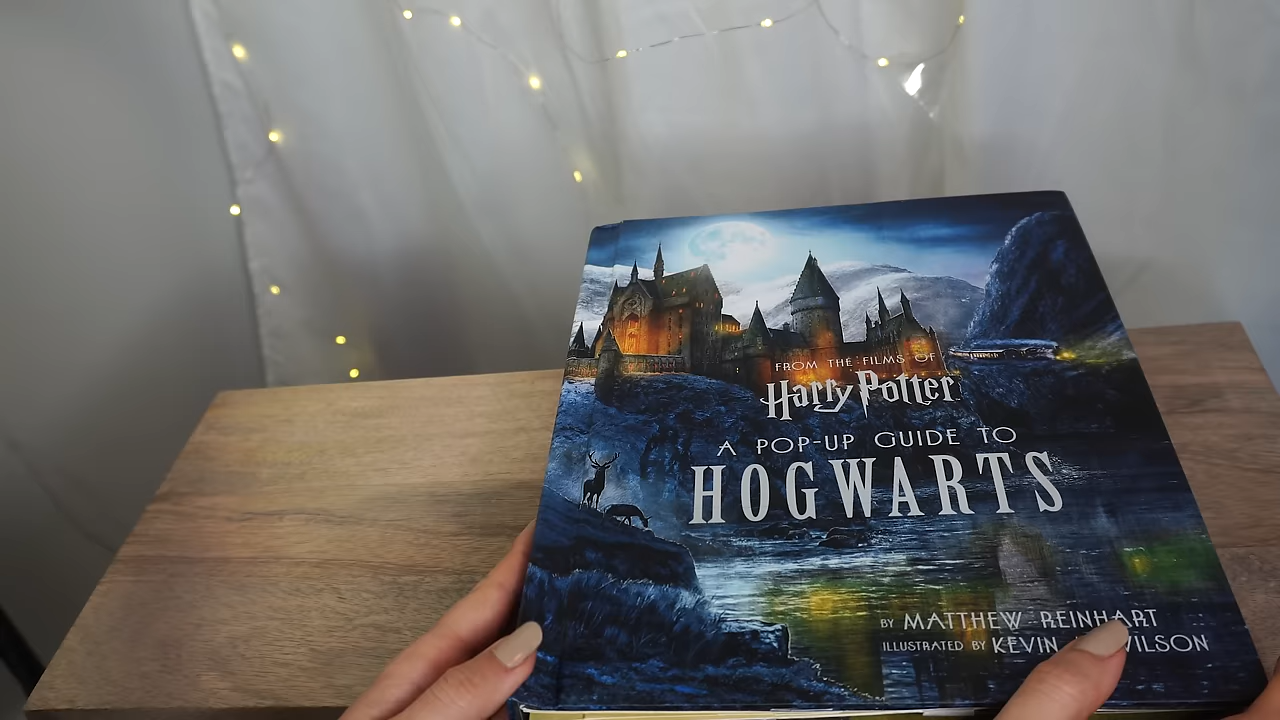 FROM THE FILMS OF
Harry Potter
A POP-UP GUIDE TO
HOGWARTS
BY MATTHEW REINHART
ILLUSTRATED BY KEVIN WILSON